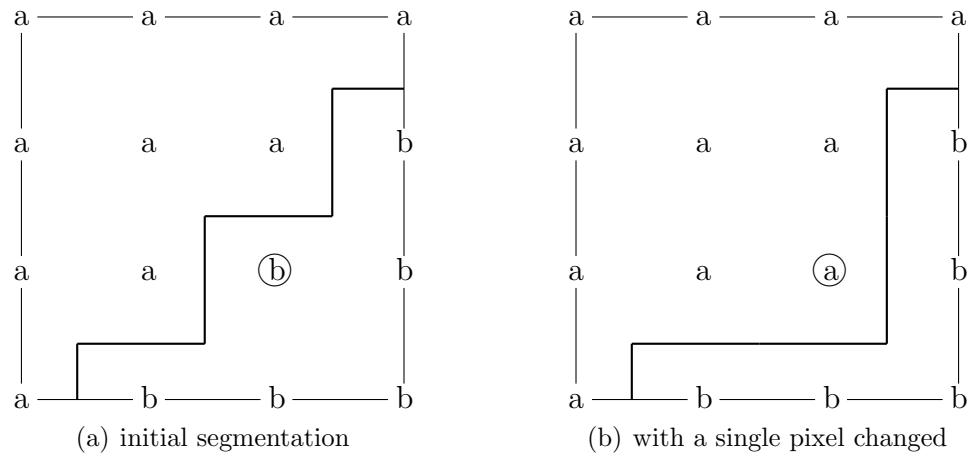 a a a a a a a a
a a a b a a a b
a a b b a a a b
a b b b a b b b
(a) initial segmentation (b) with a single pixel changed